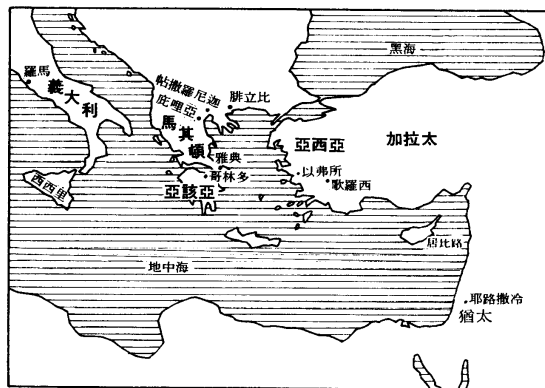 黑海
羅馬
義大利
帖撒羅尼迦
腓立比
庇哩亞
馬其頓
亞西亞
加拉太
雅典
以弗所
哥林多
歌羅西
西西里
亞該亞
居比路
地中海
耶路撒冷
猶太